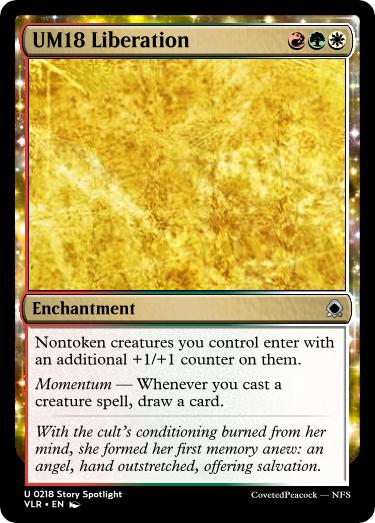 UM18 Liberation
Enchantment
Nontoken creatures you control enter with
an additional +1/+1 counter on them.
Momentum — Whenever you cast a
creature spell, draw a card.
With the cult's conditioning burned from her
mind, she formed her first memory anew: an
angel, hand outstretched, offering salvation.
U 0218 Story Spotlight
VLR • EN CovetedPeacock — NFS